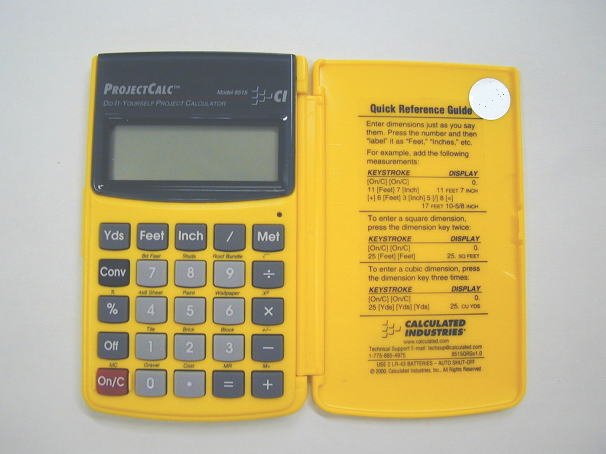 PROJECTCALC™
Model 8515
DO-IT-YOURSELF PROJECT CALCULATOR
CI
Yds Feet Inch / Met
Bd Feet Studs Roof Bundle
Conv 7 8 9 ÷
4x8 Sheet Paint Wallpaper
% 4 5 6 ×
Tile Brick Block +/−
Off 1 2 3 −
MC Gravel Cost MR M+
On/C 0 • = +
Quick Reference Guide
Enter dimensions just as you say
them. Press the number and then
"label" it as "Feet," "Inches," etc.
For example, add the following
measurements:
KEYSTROKE DISPLAY
[On/C] [On/C] 0.
11 [Feet] 7 [Inch] 11 FEET 7 INCH
[+] 6 [Feet] 3 [Inch] 5 [/] 8 [=]
17 FEET 10-5/8 INCH
To enter a square dimension,
press the dimension key twice:
KEYSTROKE DISPLAY
[On/C] [On/C] 0.
25 [Feet] [Feet] 25. SQ FEET
To enter a cubic dimension, press
the dimension key three times:
KEYSTROKE DISPLAY
[On/C] [On/C] 0.
25 [Yds] [Yds] [Yds] 25. CU YDS
CALCULATED
INDUSTRIES
www.calculated.com
Technical Support E-mail: techsup@calculated.com
1-775-885-4975 8515QRGs1.0
USE 2 LR-43 BATTERIES – AUTO SHUT-OFF
© 2000, Calculated Industries, Inc., All Rights Reserved